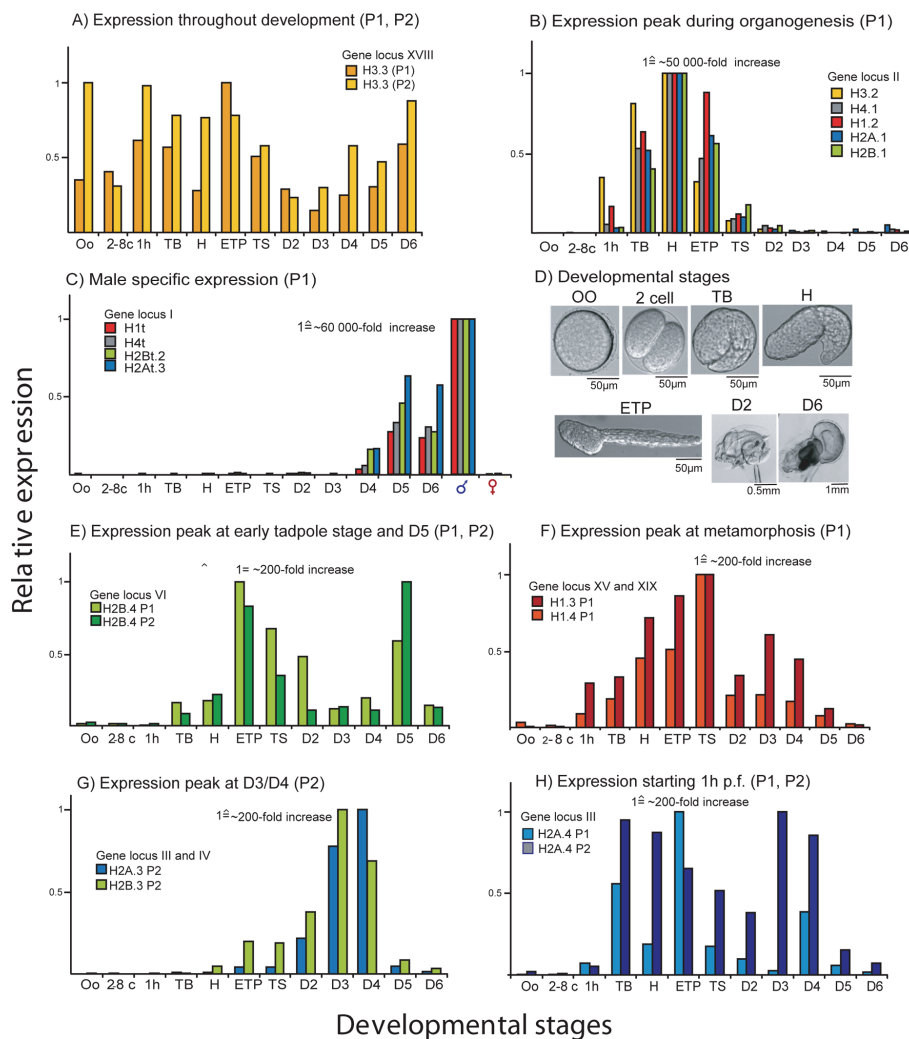 A) Expression throughout development (P1, P2)
1
0.5
Gene locus XVIII
H3.3 (P1)
H3.3 (P2)
Oo 2-8c 1h TB H ETP TS D2 D3 D4 D5 D6
B) Expression peak during organogenesis (P1)
1≙ ~50 000-fold increase
1
0.5
Gene locus II
H3.2
H4.1
H1.2
H2A.1
H2B.1
Oo 2-8c 1h TB H ETP TS D2 D3 D4 D5 D6
C) Male specific expression (P1)
1
0.5
Gene locus I
H1t
H4t
H2Bt.2
H2At.3
1≙~60 000-fold increase
Oo 2-8c 1h TB H ETP TS D2 D3 D4 D5 D6 ♂ ♀
D) Developmental stages
OO 2 cell TB H
50µm 50µm 50µm 50µm
ETP D2 D6
50µm 0.5mm 1mm
Relative expression
E) Expression peak at early tadpole stage and D5 (P1, P2)
^ 1= ~200-fold increase
1
0.5
Gene locus VI
H2B.4 P1
H2B.4 P2
Oo 28 c 1h TB H ETP TS D2 D3 D4 D5 D6
F) Expression peak at metamorphosis (P1)
1≙ ~200-fold increase
1
0.5
Gene locus XV and XIX
H1.3 P1
H1.4 P1
Oo 2-8 c 1h TB H ETP TS D2 D3 D4 D5 D6
G) Expression peak at D3/D4 (P2)
1≙~200-fold increase
1
0.5
Gene locus III and IV
H2A.3 P2
H2B.3 P2
Oo 28 c 1h TB H ETP TS D2 D3 D4 D5 D6
H) Expression starting 1h p.f. (P1, P2)
1≙ ~200-fold increase
1
0.5
Gene locus III
H2A.4 P1
H2A.4 P2
Oo 2-8 c 1h TB H ETP TS D2 D3 D4 D5 D6
Developmental stages